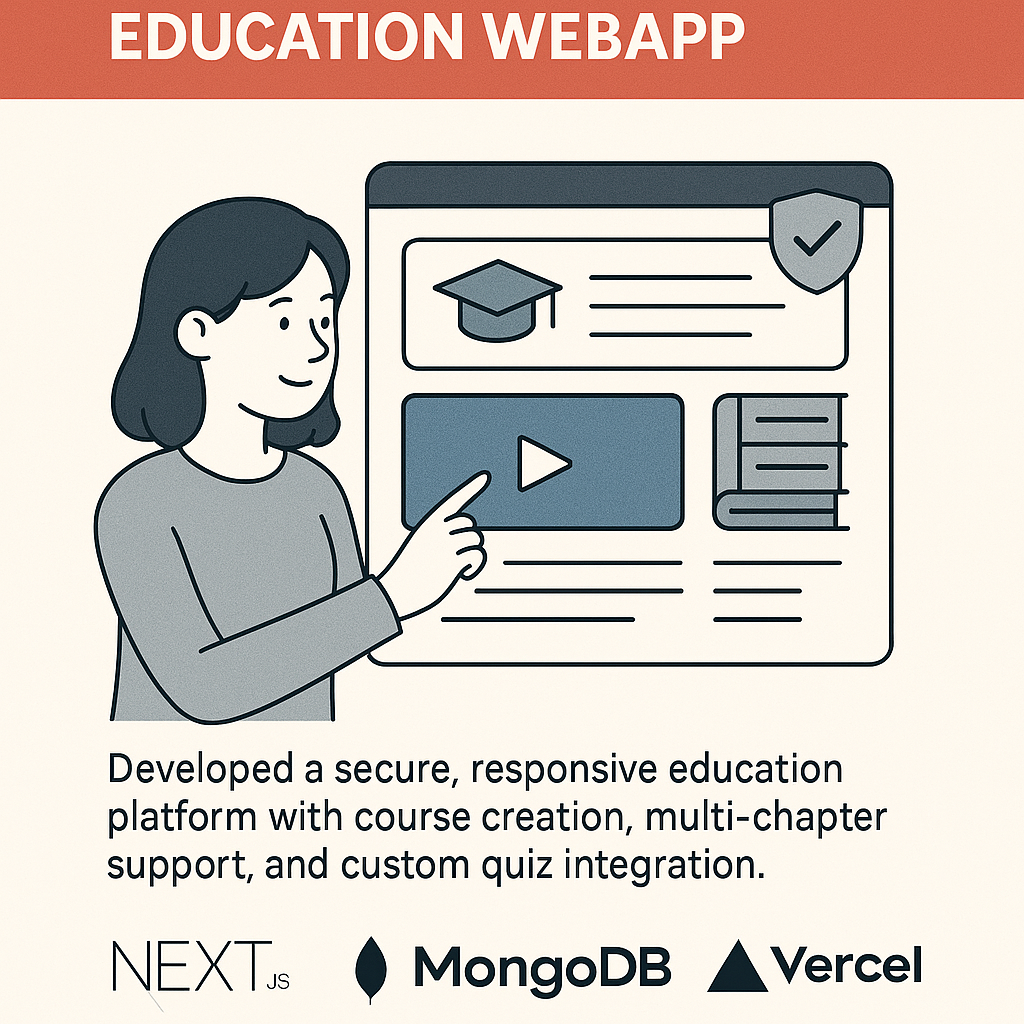 EDUCATION WEBAPP
Developed a secure, responsive education
platform with course creation, multi-chapter
support, and custom quiz integration.
NEXT.JS MongoDB Vercel